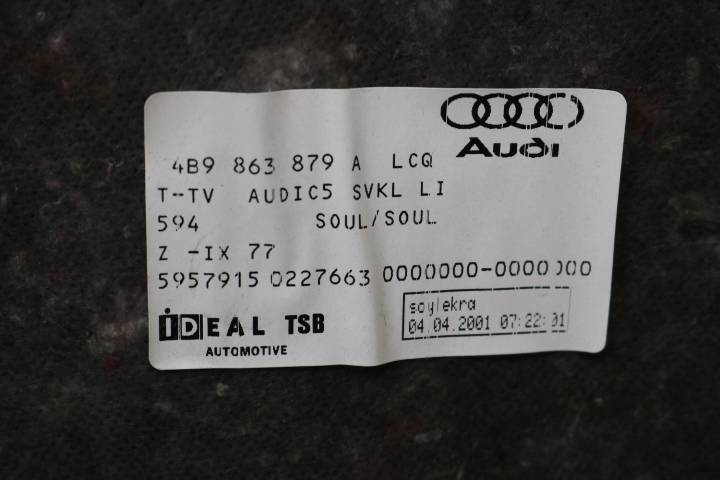 Audi
4B9 863 879 A LCQ
T--TV AUDIC5 SVKL LI
594 SOUL/SOUL
Z -IX 77
5957915 0227663 0000000-0000000
soylekra
04.04.2001 07:22:01
IDEAL TSB
AUTOMOTIVE